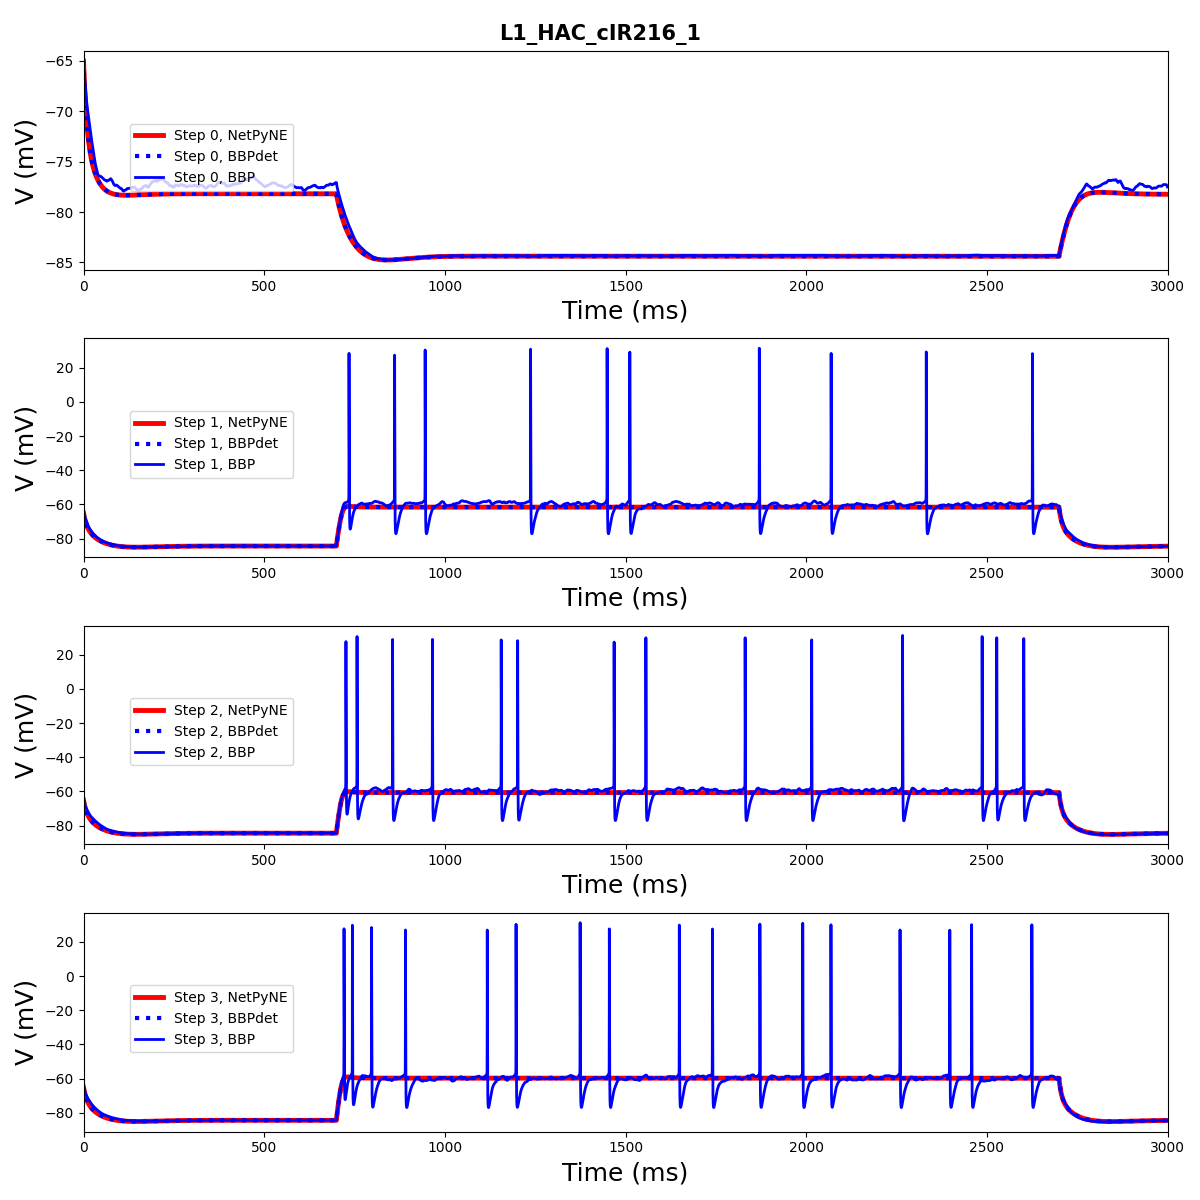 L1_HAC_cIR216_1
−65
−70
−75
−80
−85
V (mV)
Step 0, NetPyNE
Step 0, BBPdet
Step 0, BBP
0 500 1000 1500 2000 2500 3000
Time (ms)
20
0
−20
−40
−60
−80
V (mV)
Step 1, NetPyNE
Step 1, BBPdet
Step 1, BBP
0 500 1000 1500 2000 2500 3000
Time (ms)
20
0
−20
−40
−60
−80
V (mV)
Step 2, NetPyNE
Step 2, BBPdet
Step 2, BBP
0 500 1000 1500 2000 2500 3000
Time (ms)
20
0
−20
−40
−60
−80
V (mV)
Step 3, NetPyNE
Step 3, BBPdet
Step 3, BBP
0 500 1000 1500 2000 2500 3000
Time (ms)